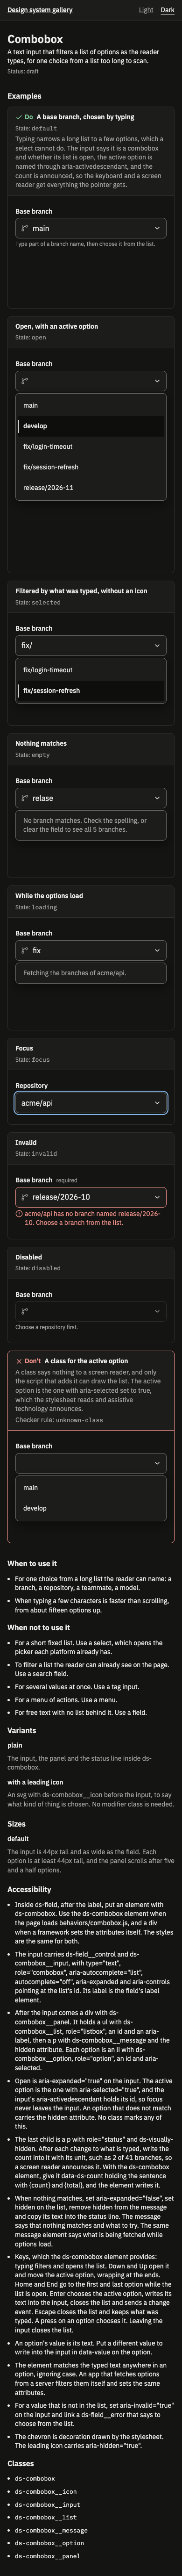 Design system gallery
Light Dark
Combobox
A text input that filters a list of options as the reader
types, for one choice from a list too long to scan.
Status: draft
Examples
Do A base branch, chosen by typing
State: default
Typing narrows a long list to a few options, which a
select cannot do. The input says it is a combobox
and whether its list is open, the active option is
named through aria-activedescendant, and the
count is announced, so the keyboard and a screen
reader get everything the pointer gets.
Base branch
main
Type part of a branch name, then choose it from the list.
Open, with an active option
State: open
Base branch
main
develop
fix/login-timeout
fix/session-refresh
release/2026-11
Filtered by what was typed, without an icon
State: selected
Base branch
fix/
fix/login-timeout
fix/session-refresh
Nothing matches
State: empty
Base branch
relase
No branch matches. Check the spelling, or
clear the field to see all 5 branches.
While the options load
State: loading
Base branch
fix
Fetching the branches of acme/api.
Focus
State: focus
Repository
acme/api
Invalid
State: invalid
Base branch required
release/2026-10
acme/api has no branch named release/2026-
10. Choose a branch from the list.
Disabled
State: disabled
Base branch
Choose a repository first.
Don't A class for the active option
A class says nothing to a screen reader, and only
the script that adds it can draw the list. The active
option is the one with aria-selected set to true,
which the stylesheet reads and assistive
technology announces.
Checker rule: unknown-class
Base branch
main
develop
When to use it
For one choice from a long list the reader can name: a
branch, a repository, a teammate, a model.
When typing a few characters is faster than scrolling,
from about fifteen options up.
When not to use it
For a short fixed list. Use a select, which opens the
picker each platform already has.
To filter a list the reader can already see on the page.
Use a search field.
For several values at once. Use a tag input.
For a menu of actions. Use a menu.
For free text with no list behind it. Use a field.
Variants
plain
The input, the panel and the status line inside ds-
combobox.
with a leading icon
An svg with ds-combobox__icon before the input, to say
what kind of thing is chosen. No modifier class is needed.
Sizes
default
The input is 44px tall and as wide as the field. Each
option is at least 44px tall, and the panel scrolls after five
and a half options.
Accessibility
Inside ds-field, after the label, put an element with
ds-combobox. Use the ds-combobox element when
the page loads behaviors/combobox.js, and a div
when a framework sets the attributes itself. The styles
are the same for both.
The input carries ds-field__control and ds-
combobox__input, with type="text",
role="combobox", aria-autocomplete="list",
autocomplete="off", aria-expanded and aria-controls
pointing at the list's id. Its label is the field's label
element.
After the input comes a div with ds-
combobox__panel. It holds a ul with ds-
combobox__list, role="listbox", an id and an aria-
label, then a p with ds-combobox__message and the
hidden attribute. Each option is an li with ds-
combobox__option, role="option", an id and aria-
selected.
Open is aria-expanded="true" on the input. The active
option is the one with aria-selected="true", and the
input's aria-activedescendant holds its id, so focus
never leaves the input. An option that does not match
carries the hidden attribute. No class marks any of
this.
The last child is a p with role="status" and ds-visually-
hidden. After each change to what is typed, write the
count into it with its unit, such as 2 of 41 branches, so
a screen reader announces it. With the ds-combobox
element, give it data-ds-count holding the sentence
with {count} and {total}, and the element writes it.
When nothing matches, set aria-expanded="false", set
hidden on the list, remove hidden from the message
and copy its text into the status line. The message
says that nothing matches and what to try. The same
message element says what is being fetched while
options load.
Keys, which the ds-combobox element provides:
typing filters and opens the list. Down and Up open it
and move the active option, wrapping at the ends.
Home and End go to the first and last option while the
list is open. Enter chooses the active option, writes its
text into the input, closes the list and sends a change
event. Escape closes the list and keeps what was
typed. A press on an option chooses it. Leaving the
input closes the list.
An option's value is its text. Put a different value to
write into the input in data-value on the option.
The element matches the typed text anywhere in an
option, ignoring case. An app that fetches options
from a server filters them itself and sets the same
attributes.
For a value that is not in the list, set aria-invalid="true"
on the input and link a ds-field__error that says to
choose from the list.
The chevron is decoration drawn by the stylesheet.
The leading icon carries aria-hidden="true".
Classes
ds-combobox
ds-combobox__icon
ds-combobox__input
ds-combobox__list
ds-combobox__message
ds-combobox__option
ds-combobox__panel